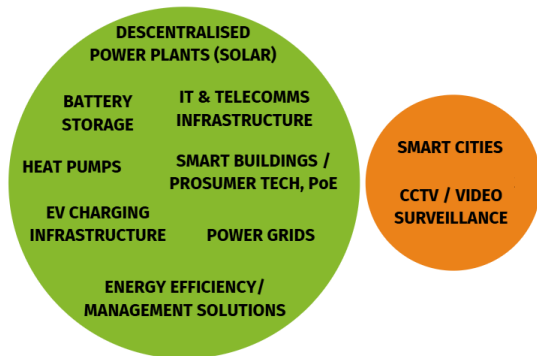 DESCENTRALISED
POWER PLANTS (SOLAR)
BATTERY
STORAGE
IT & TELECOMMS
INFRASTRUCTURE
HEAT PUMPS
SMART BUILDINGS /
PROSUMER TECH, PoE
EV CHARGING
INFRASTRUCTURE
POWER GRIDS
ENERGY EFFICIENCY/
MANAGEMENT SOLUTIONS
SMART CITIES
CCTV / VIDEO
SURVEILLANCE